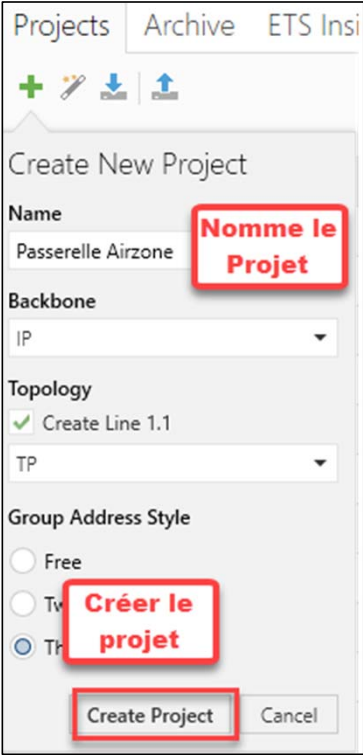 Projects Archive ETS Insi
Create New Project
Name
Passerelle Airzone
Nomme le
Projet
Backbone
IP
Topology
Create Line 1.1
TP
Group Address Style
Free
Tw
Th
Créer le
projet
Create Project Cancel